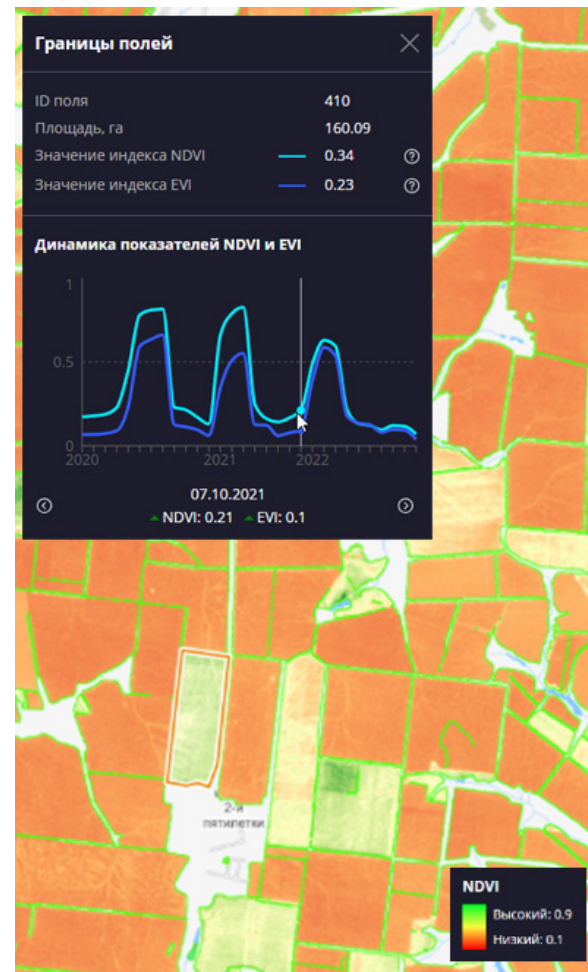 Границы полей
ID поля 410
Площадь, га 160.09
Значение индекса NDVI 0.34
Значение индекса EVI 0.23
Динамика показателей NDVI и EVI
1
0.5
0
2020 2021 2022
07.10.2021
NDVI: 0.21 EVI: 0.1
2-й
пятилетки
NDVI
Высокий: 0.9
Низкий: 0.1